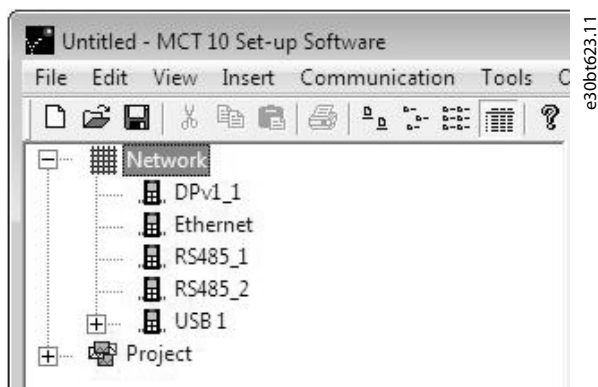 Untitled - MCT 10 Set-up Software
File Edit View Insert Communication Tools
Network
DPv1_1
Ethernet
RS485_1
RS485_2
USB 1
Project
e30bt623.11